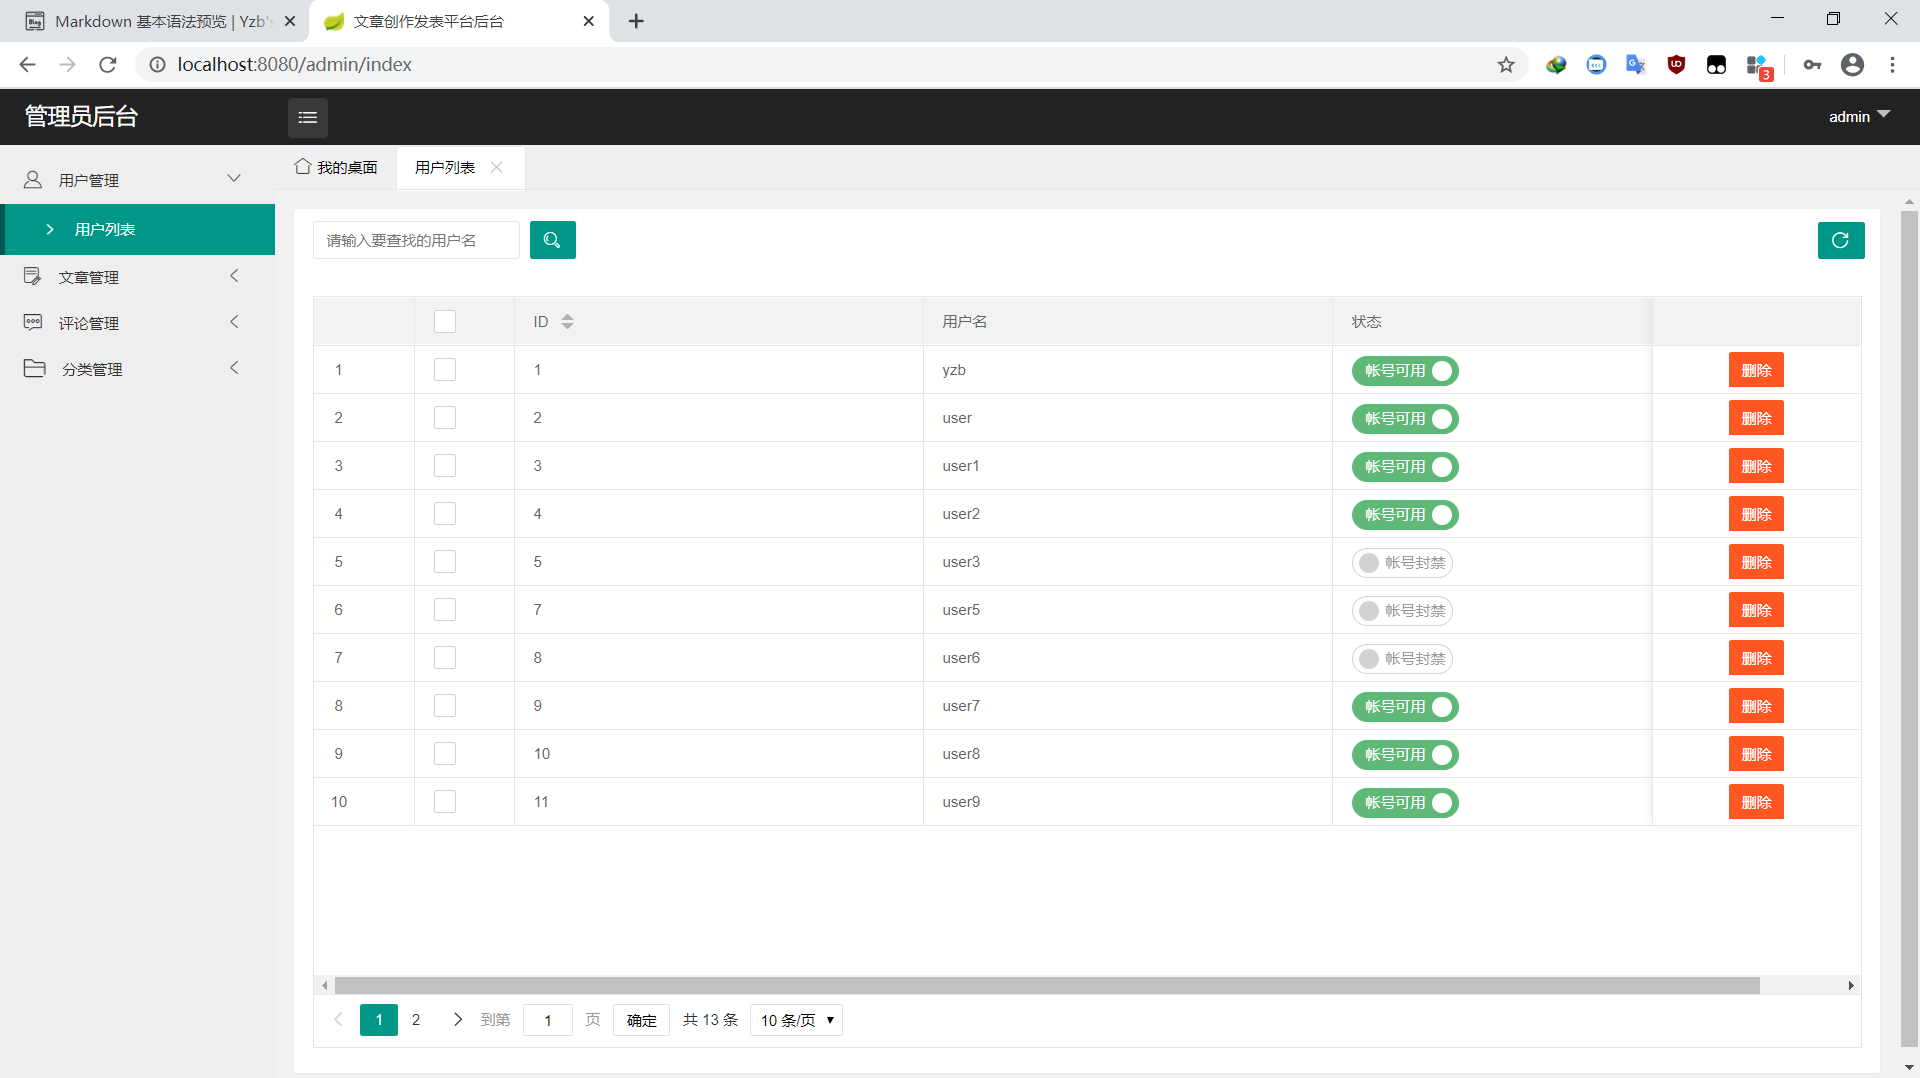 Markdown 基本语法预览 | Yzb's
文章创作发表平台后台
localhost:8080/admin/index
3
管理员后台
admin
用户管理
用户列表
文章管理
评论管理
分类管理
我的桌面
用户列表
请输入要查找的用户名
ID 用户名 状态
1 1 yzb 帐号可用 删除
2 2 user 帐号可用 删除
3 3 user1 帐号可用 删除
4 4 user2 帐号可用 删除
5 5 user3 帐号封禁 删除
6 7 user5 帐号封禁 删除
7 8 user6 帐号封禁 删除
8 9 user7 帐号可用 删除
9 10 user8 帐号可用 删除
10 11 user9 帐号可用 删除
1 2 到第 1 页 确定 共 13 条 10 条/页